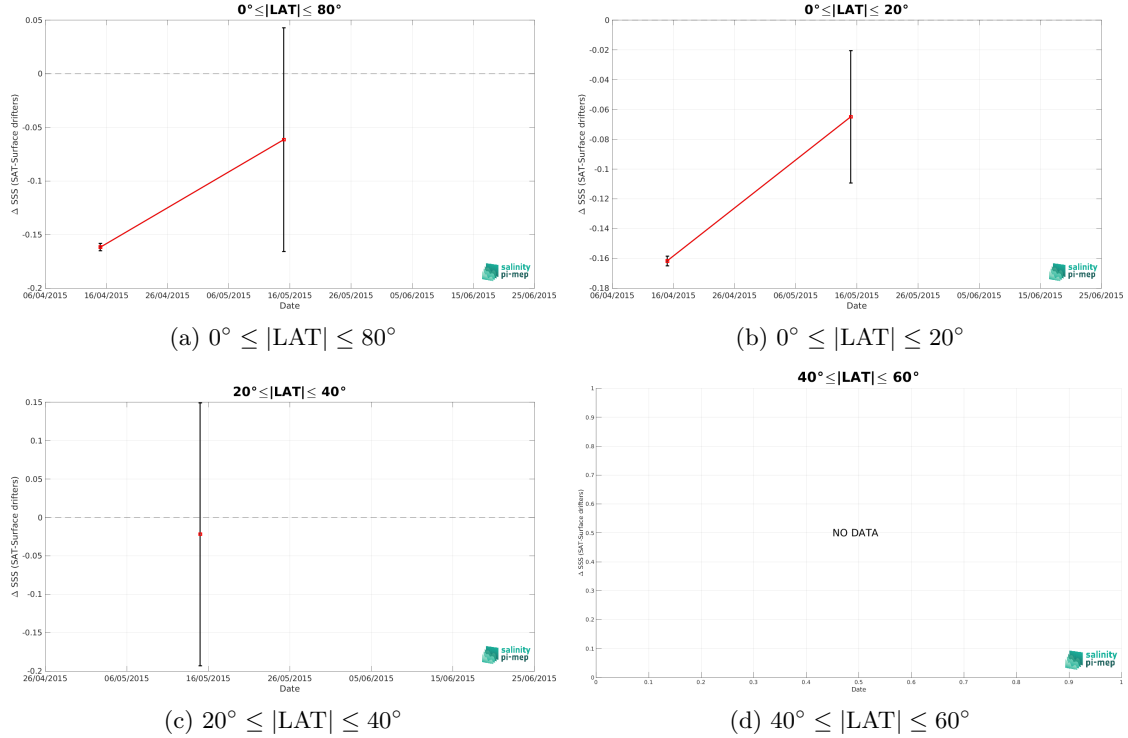 0°≤|LAT|≤ 80°
0.05
0
-0.05
-0.1
-0.15
-0.2
Δ SSS (SAT-Surface drifters)
06/04/2015 16/04/2015 26/04/2015 06/05/2015 16/05/2015 26/05/2015 05/06/2015 15/06/2015 25/06/2015
Date
salinity
pi-mep
(a) 0° ≤ |LAT| ≤ 80°
0°≤|LAT|≤ 20°
0
-0.02
-0.04
-0.06
-0.08
-0.1
-0.12
-0.14
-0.16
-0.18
Δ SSS (SAT-Surface drifters)
06/04/2015 16/04/2015 26/04/2015 06/05/2015 16/05/2015 26/05/2015 05/06/2015 15/06/2015 25/06/2015
Date
salinity
pi-mep
(b) 0° ≤ |LAT| ≤ 20°
20°≤|LAT|≤ 40°
0.15
0.1
0.05
0
-0.05
-0.1
-0.15
-0.2
Δ SSS (SAT-Surface drifters)
26/04/2015 06/05/2015 16/05/2015 26/05/2015 05/06/2015 15/06/2015 25/06/2015
Date
salinity
pi-mep
(c) 20° ≤ |LAT| ≤ 40°
40°≤|LAT|≤ 60°
1
0.9
0.8
0.7
0.6
0.5
0.4
0.3
0.2
0.1
0
Δ SSS (SAT-Surface drifters)
NO DATA
0 0.1 0.2 0.3 0.4 0.5 0.6 0.7 0.8 0.9 1
Date
salinity
pi-mep
(d) 40° ≤ |LAT| ≤ 60°